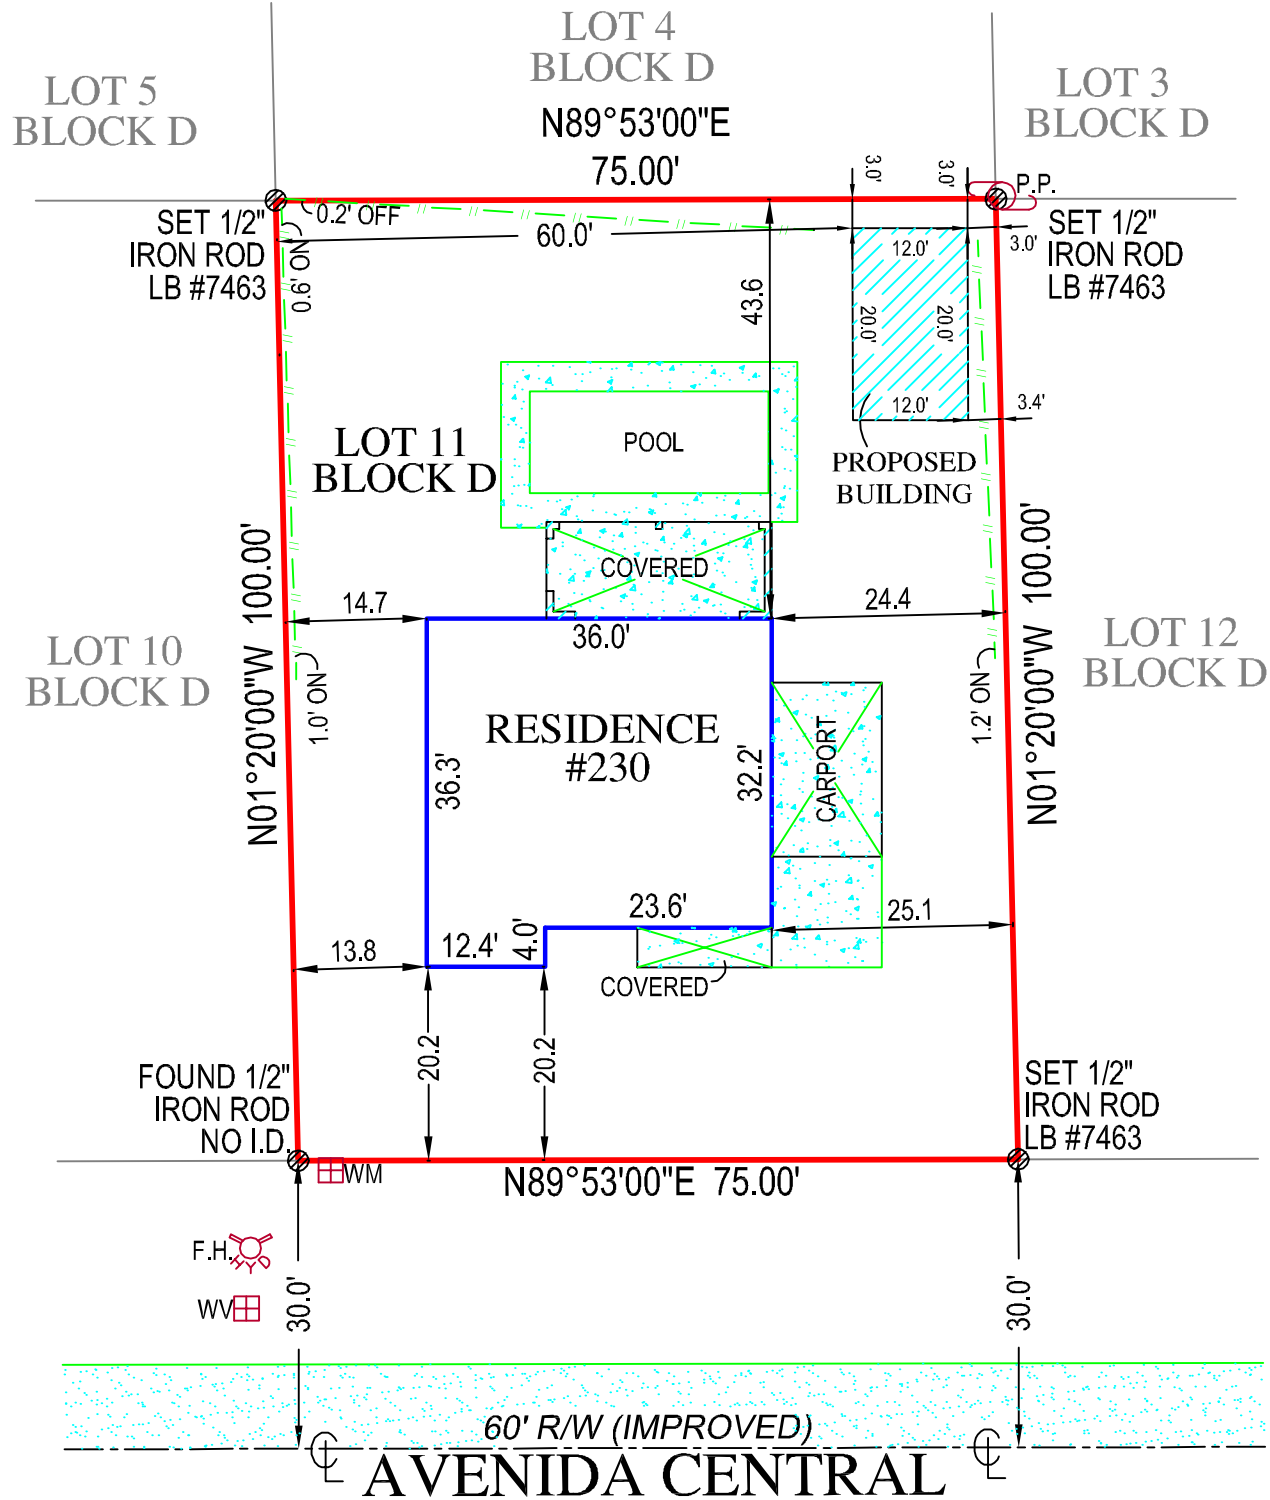 LOT 4
BLOCK D
LOT 5
BLOCK D
LOT 3
BLOCK D
N89°53'00"E
75.00'
3.0'
3.0'
P.P.
0.2' OFF
SET 1/2"
IRON ROD
LB #7463
0.9' ON
60.0'
12.0'
3.0'
SET 1/2"
IRON ROD
LB #7463
43.6
20.0'
20.0'
12.0'
3.4'
POOL
LOT 11
BLOCK D
PROPOSED
BUILDING
COVERED
N01°20'00"W 100.00'
N01°20'00"W 100.00'
14.7
24.4
36.0'
LOT 10
BLOCK D
LOT 12
BLOCK D
1.0' ON
1.2' ON
RESIDENCE
#230
36.3'
32.2'
CARPORT
23.6'
25.1
13.8
12.4'
4.0'
COVERED
20.2
20.2
FOUND 1/2"
IRON ROD
NO I.D.
SET 1/2"
IRON ROD
LB #7463
WM
N89°53'00"E 75.00'
F.H.
HYD
WV
30.0'
30.0'
60' R/W (IMPROVED)
CL
CL
AVENIDA CENTRAL